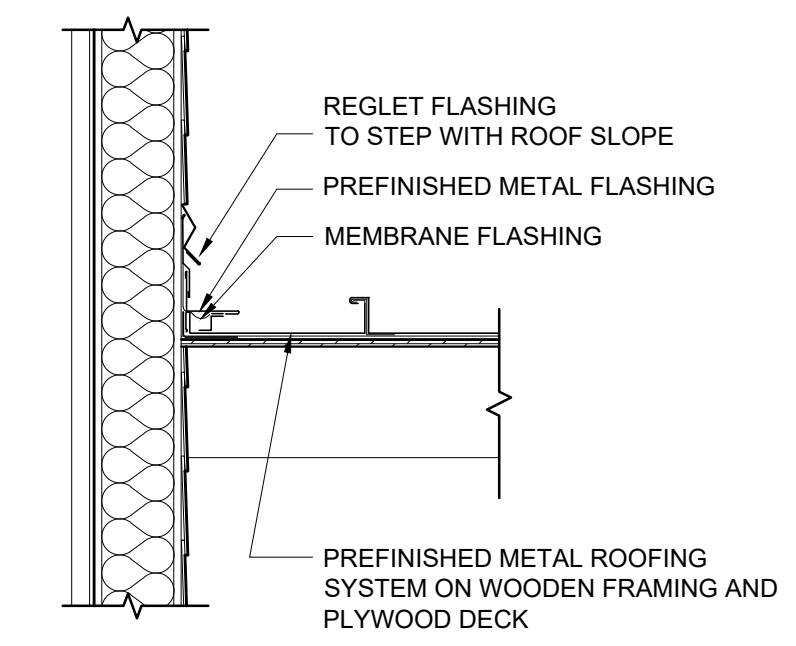 REGLET FLASHING
TO STEP WITH ROOF SLOPE
PREFINISHED METAL FLASHING
MEMBRANE FLASHING
PREFINISHED METAL ROOFING
SYSTEM ON WOODEN FRAMING AND
PLYWOOD DECK